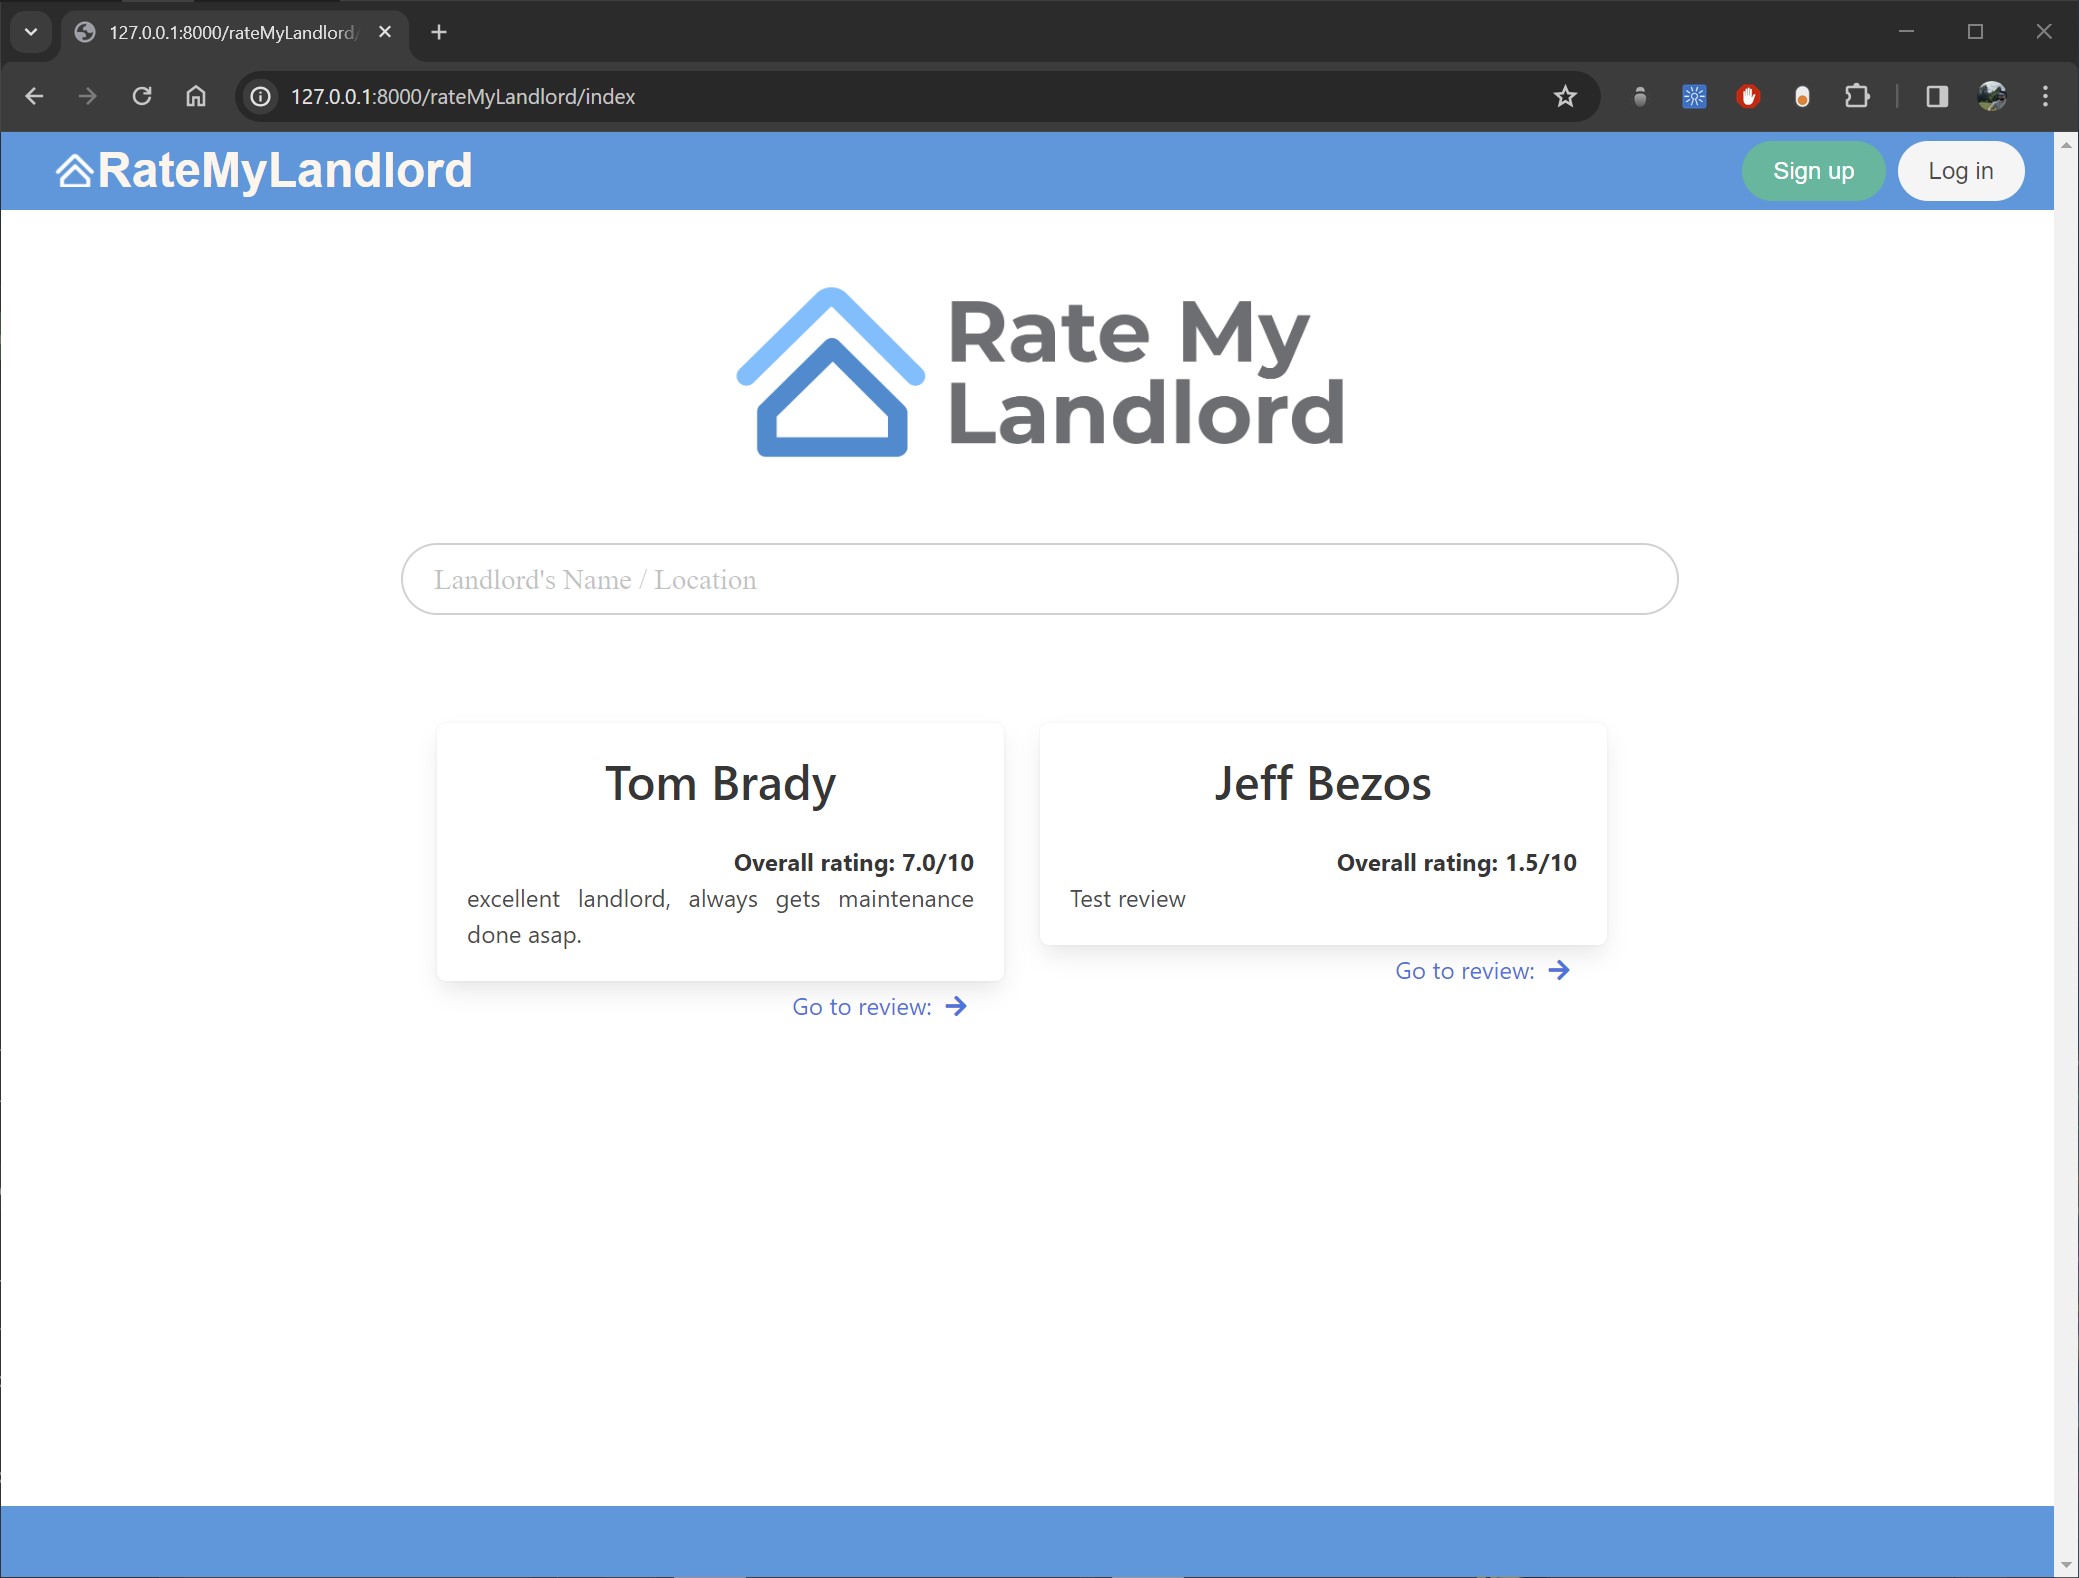 127.0.0.1:8000/rateMyLandlord/
127.0.0.1:8000/rateMyLandlord/index
RateMyLandlord
Sign up
Log in
Rate My
Landlord
Landlord's Name / Location
Tom Brady
Overall rating: 7.0/10
excellent landlord, always gets maintenance
done asap.
Go to review:
Jeff Bezos
Overall rating: 1.5/10
Test review
Go to review: